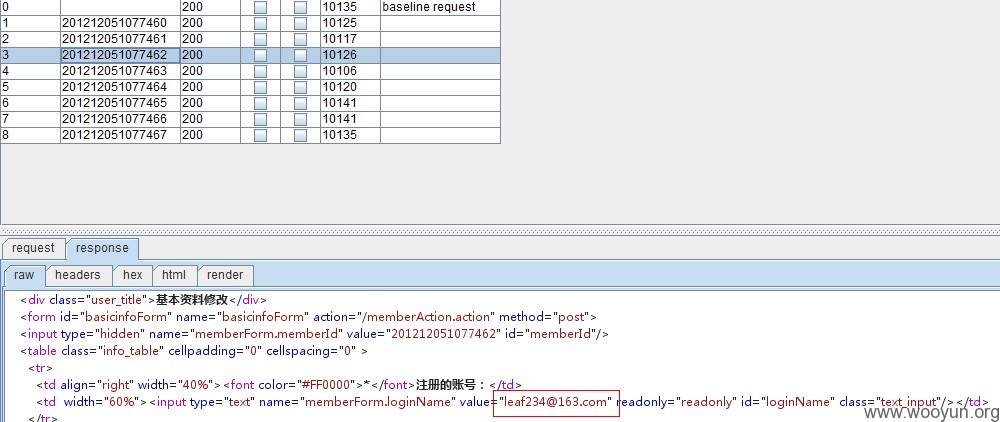 0 200 10135 baseline request
1 201212051077460 200 10125
2 201212051077461 200 10117
3 201212051077462 200 10126
4 201212051077463 200 10106
5 201212051077464 200 10120
6 201212051077465 200 10141
7 201212051077466 200 10141
8 201212051077467 200 10135
request response
raw headers hex html render
<div class="user_title">基本资料修改</div>
<form id="basicinfoForm" name="basicinfoForm" action="/memberAction.action" method="post">
<input type="hidden" name="memberForm.memberId" value="201212051077462" id="memberId"/>
<table class="info_table" cellpadding="0" cellspacing="0" >
<tr>
<td align="right" width="40%"><font color="#FF0000">*</font>注册的账号：</td>
<td  width="60%"><input type="text" name="memberForm.loginName" value="leaf234@163.com" readonly="readonly" id="loginName" class="text_input"/></td>
</tr>
www.wooyun.org